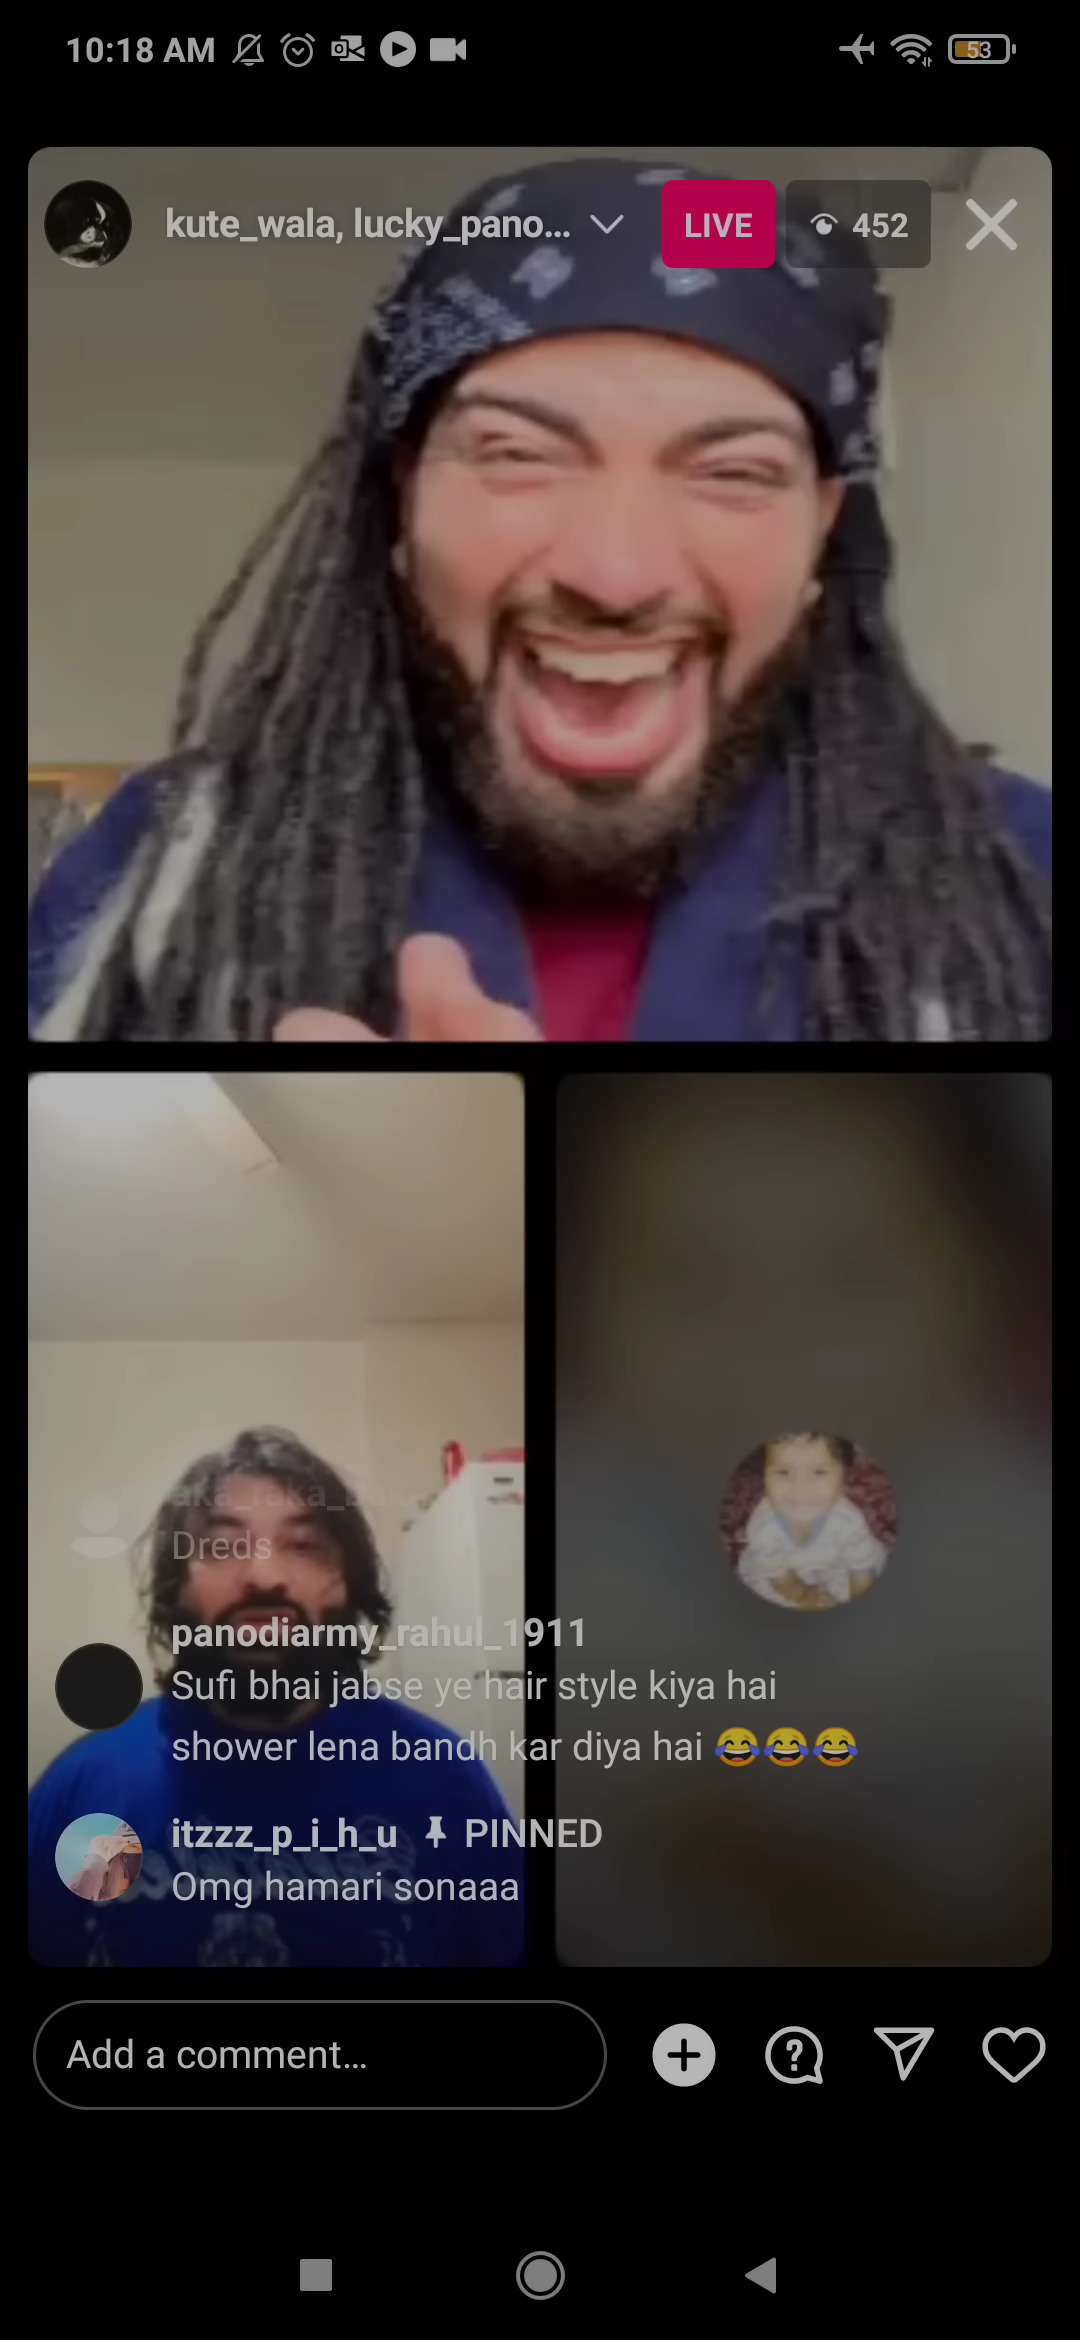 10:18 AM
53
kute_wala, lucky_pano...
LIVE
452
Dreds
panodiarmy_rahul_1911
Sufi bhai jabse ye hair style kiya hai
shower lena bandh kar diya hai 😂😂😂
itzzz_p_i_h_u PINNED
Omg hamari sonaaa
Add a comment...